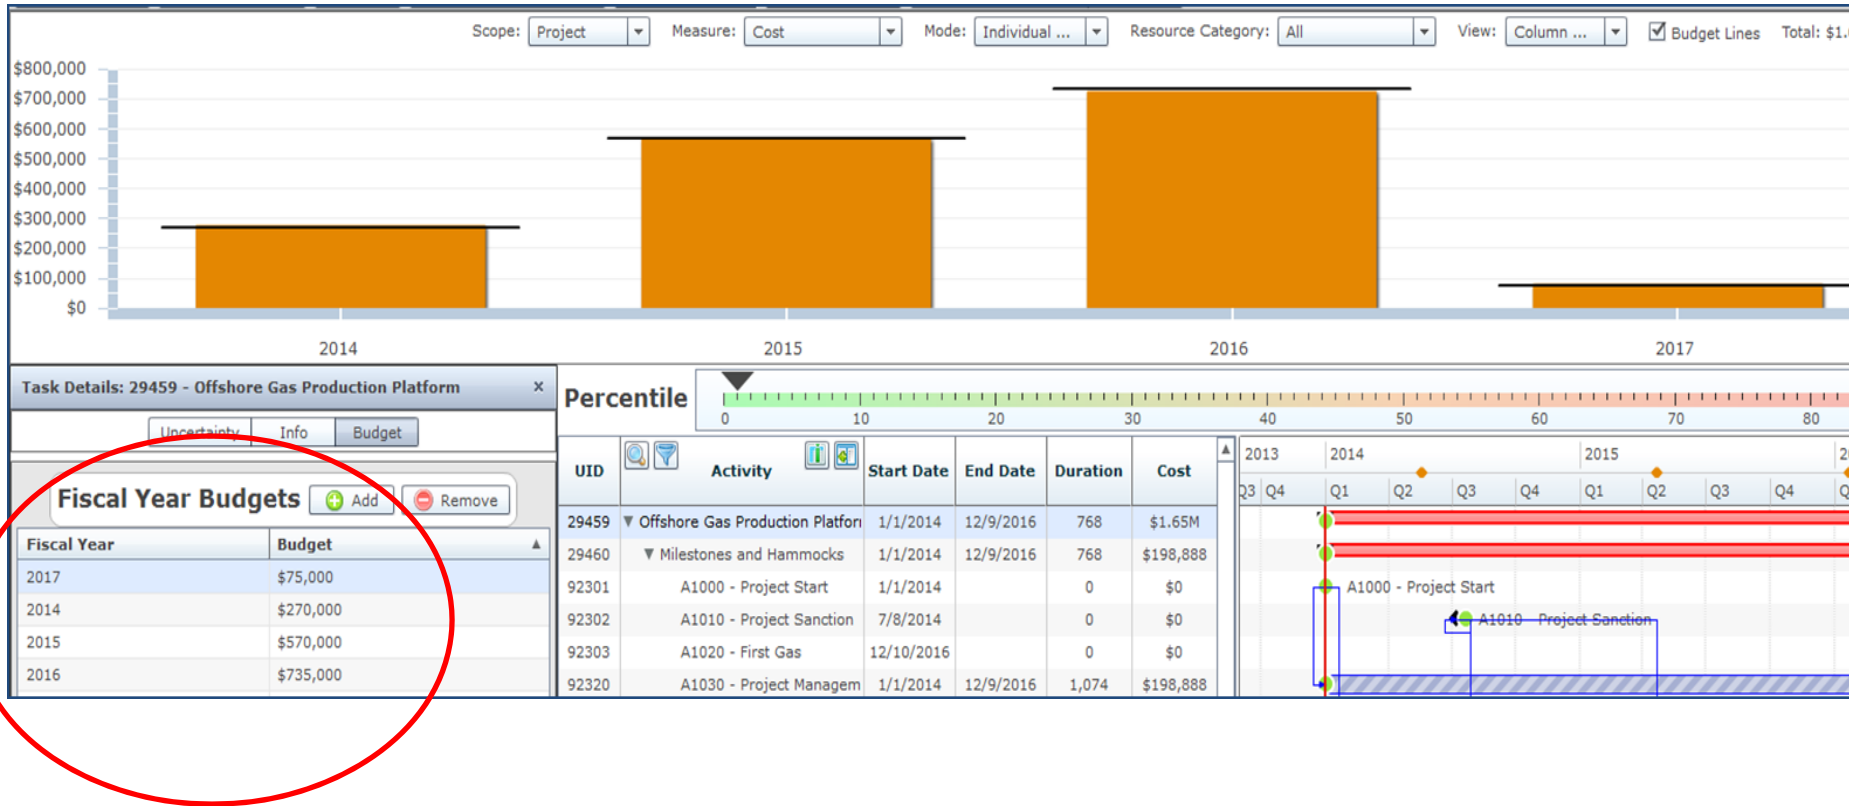 Scope: Project Measure: Cost Mode: Individual ... Resource Category: All View: Column ... Budget Lines Total: $1.
$800,000
$700,000
$600,000
$500,000
$400,000
$300,000
$200,000
$100,000
$0
2014 2015 2016 2017
Task Details: 29459 - Offshore Gas Production Platform x
Uncertainty Info Budget
Fiscal Year Budgets Add Remove
Fiscal Year Budget
2017 $75,000
2014 $270,000
2015 $570,000
2016 $735,000
Percentile
0 10 20 30 40 50 60 70 80
UID Activity Start Date End Date Duration Cost
29459 Offshore Gas Production Platfor 1/1/2014 12/9/2016 768 $1.65M
29460 Milestones and Hammocks 1/1/2014 12/9/2016 768 $198,888
92301 A1000 - Project Start 1/1/2014 0 $0
92302 A1010 - Project Sanction 7/8/2014 0 $0
92303 A1020 - First Gas 12/10/2016 0 $0
92320 A1030 - Project Managem 1/1/2014 12/9/2016 1,074 $198,888
2013 2014 2015 2
Q3 Q4 Q1 Q2 Q3 Q4 Q1 Q2 Q3 Q4 Q
A1000 - Project Start
A1010 - Project Sanction